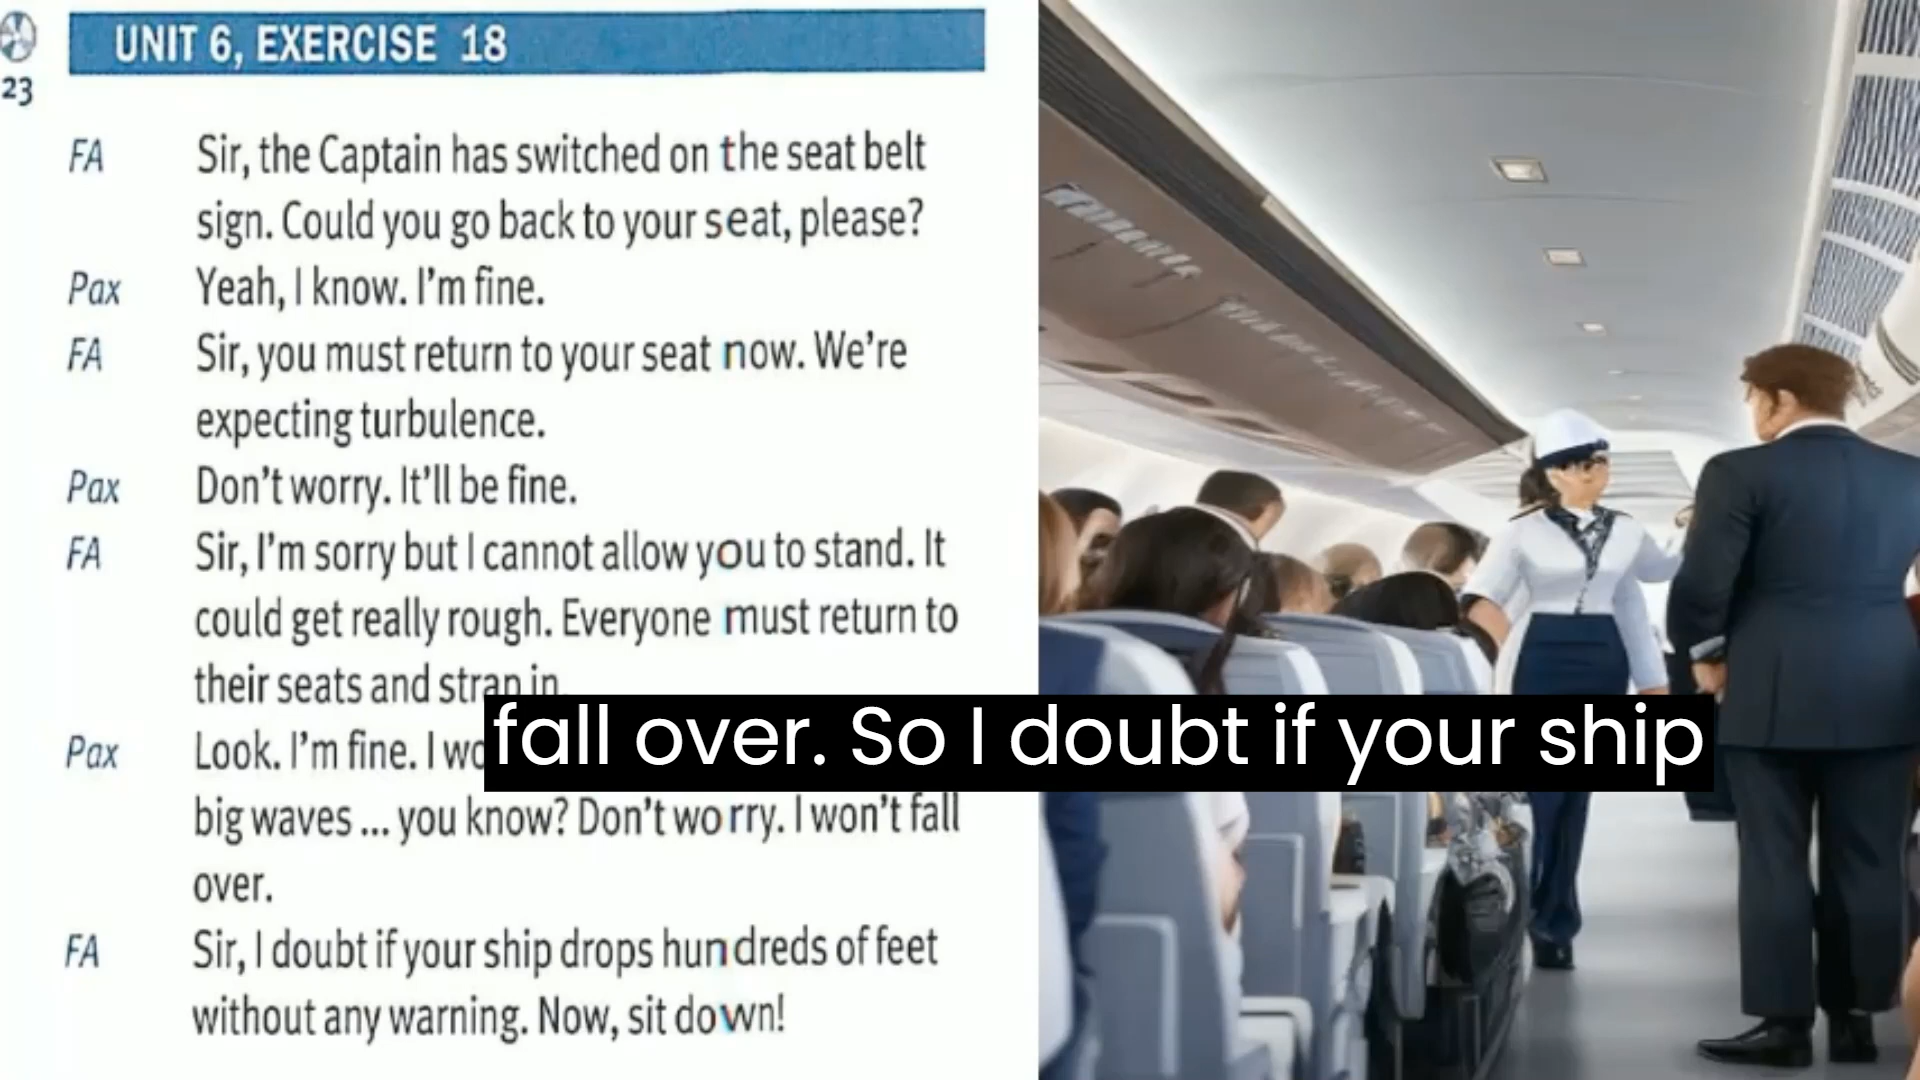 UNIT 6, EXERCISE 18
23
FA Sir, the Captain has switched on the seat belt
sign. Could you go back to your seat, please?
Pax Yeah, I know. I'm fine.
FA Sir, you must return to your seat now. We're
expecting turbulence.
Pax Don't worry. It'll be fine.
FA Sir, I'm sorry but I cannot allow you to stand. It
could get really rough. Everyone must return to
their seats and strap in.
Pax Look. I'm fine. I
fall over. So I doubt if your ship
big waves ... you know? Don't worry. I won't fall
over.
FA Sir, I doubt if your ship drops hundreds of feet
without any warning. Now, sit down!